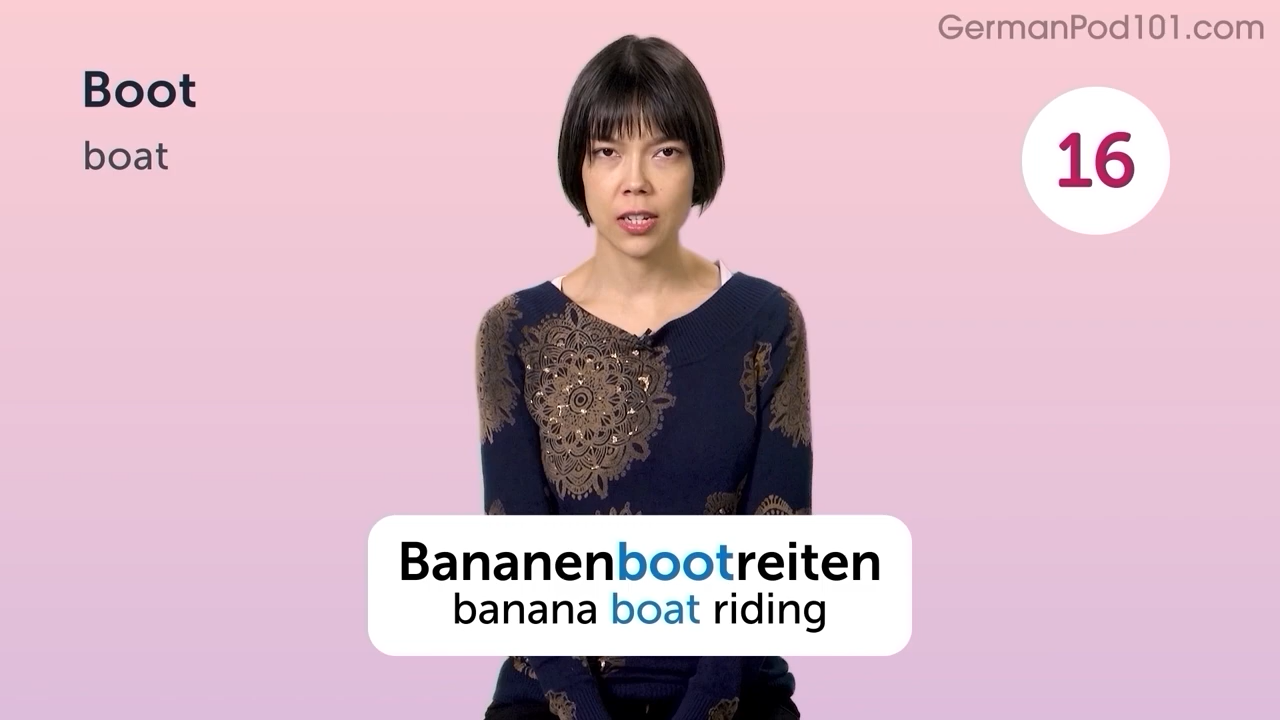 GermanPod101.com
Boot
boat
16
Bananenbootreiten
banana boat riding